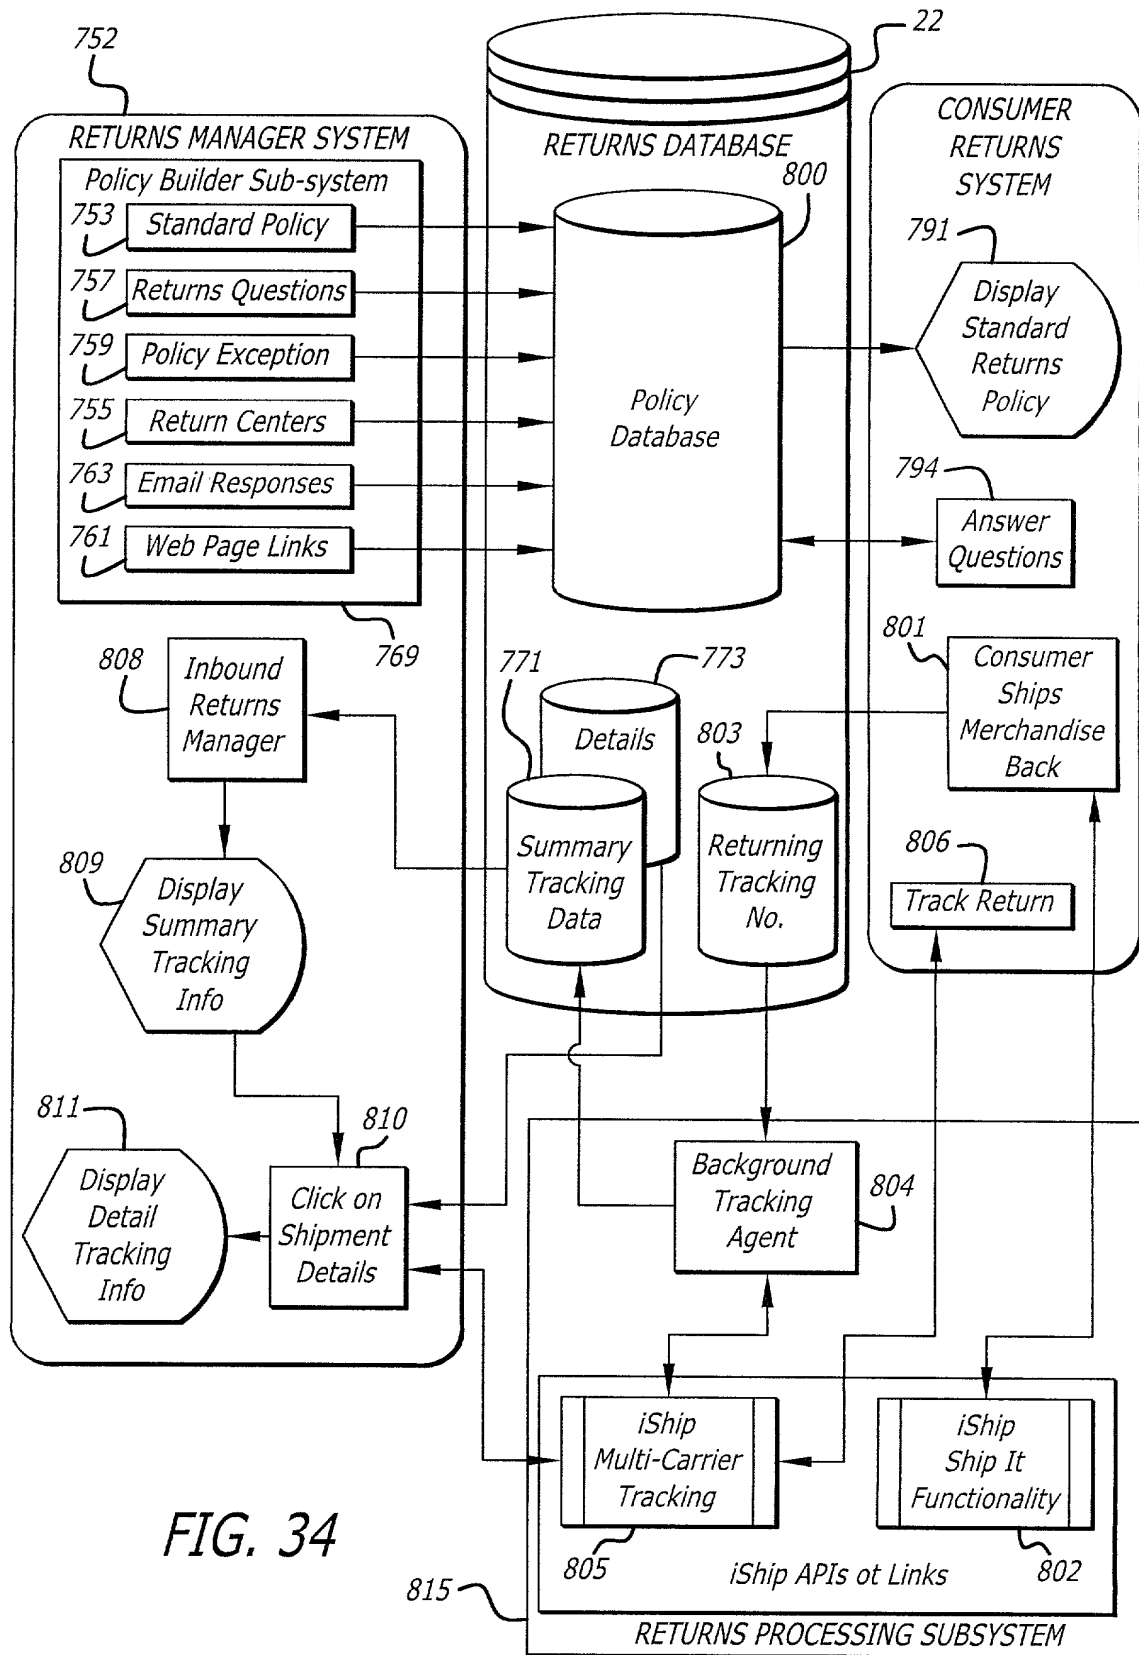 752
RETURNS MANAGER SYSTEM
Policy Builder Sub-system
753
Standard Policy
757
Returns Questions
759
Policy Exception
755
Return Centers
763
Email Responses
761
Web Page Links
769
808
Inbound
Returns
Manager
809
Display
Summary
Tracking
Info
811
Display
Detail
Tracking
Info
810
Click on
Shipment
Details
22
RETURNS DATABASE
800
Policy
Database
771
773
Details
Summary
Tracking
Data
803
Returning
Tracking
No.
CONSUMER
RETURNS
SYSTEM
791
Display
Standard
Returns
Policy
794
Answer
Questions
801
Consumer
Ships
Merchandise
Back
806
Track Return
Background
Tracking
Agent
804
iShip
Multi-Carrier
Tracking
805
iShip
Ship It
Functionality
802
iShip APIs ot Links
815
RETURNS PROCESSING SUBSYSTEM
FIG. 34